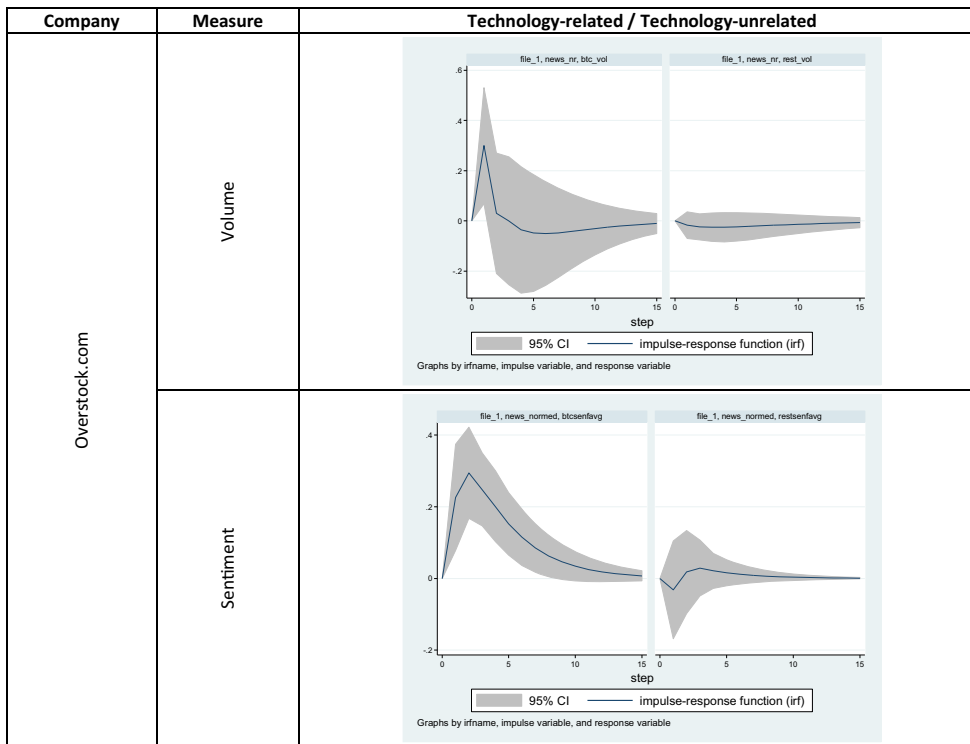 Company Measure Technology-related / Technology-unrelated
Overstock.com
Volume
file_1, news_nr, btc_vol file_1, news_nr, rest_vol
.6
.4
.2
0
-.2
0 5 10 15 0 5 10 15
step
95% CI impulse-response function (irf)
Graphs by irfname, impulse variable, and response variable
Sentiment
file_1, news_normed, btcsenfavg file_1, news_normed, restsenfavg
.4
.2
0
-.2
0 5 10 15 0 5 10 15
step
95% CI impulse-response function (irf)
Graphs by irfname, impulse variable, and response variable